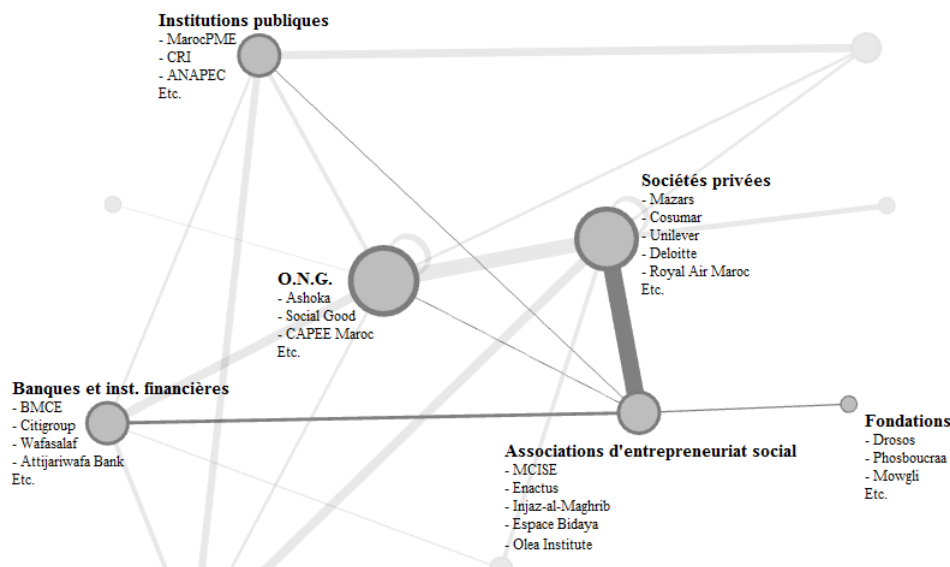 Institutions publiques
- MarocPME
- CRI
- ANAPEC
Etc.
Sociétés privées
- Mazars
- Cosumar
- Unilever
- Deloitte
- Royal Air Maroc
Etc.
O.N.G.
- Ashoka
- Social Good
- CAPEE Maroc
Etc.
Banques et inst. financières
- BMCE
- Citigroup
- Wafasalaf
- Attijariwafa Bank
Etc.
Associations d'entrepreneuriat social
- MCISE
- Enactus
- Injaz-al-Maghrib
- Espace Bidaya
- Olea Institute
Fondations
- Drosos
- Phosboucraa
- Mowgli
Etc.